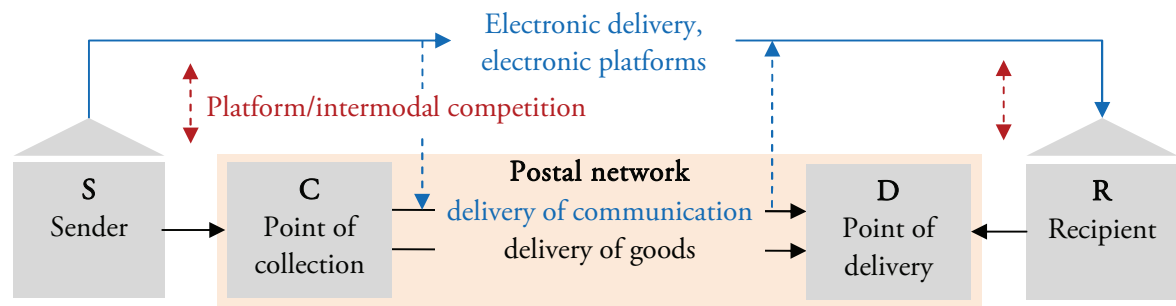 Electronic delivery,
electronic platforms
Platform/intermodal competition
S
Sender
C
Point of
collection
Postal network
delivery of communication
delivery of goods
D
Point of
delivery
R
Recipient